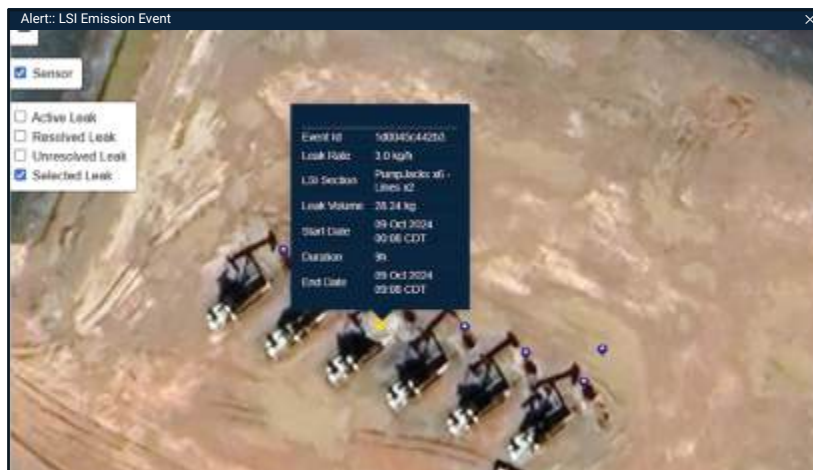 Alert:: LSI Emission Event
Sensor
Active Leak
Resolved Leak
Unresolved Leak
Selected Leak
Event Id
Leak Rate 3.0 kg/h
LSI Section PumpJacks x6 -
Lines x2
Leak Volume 28.24 kg
Start Date 09 Oct 2024
00:08 CDT
Duration 9h
End Date 09 Oct 2024
09:08 CDT